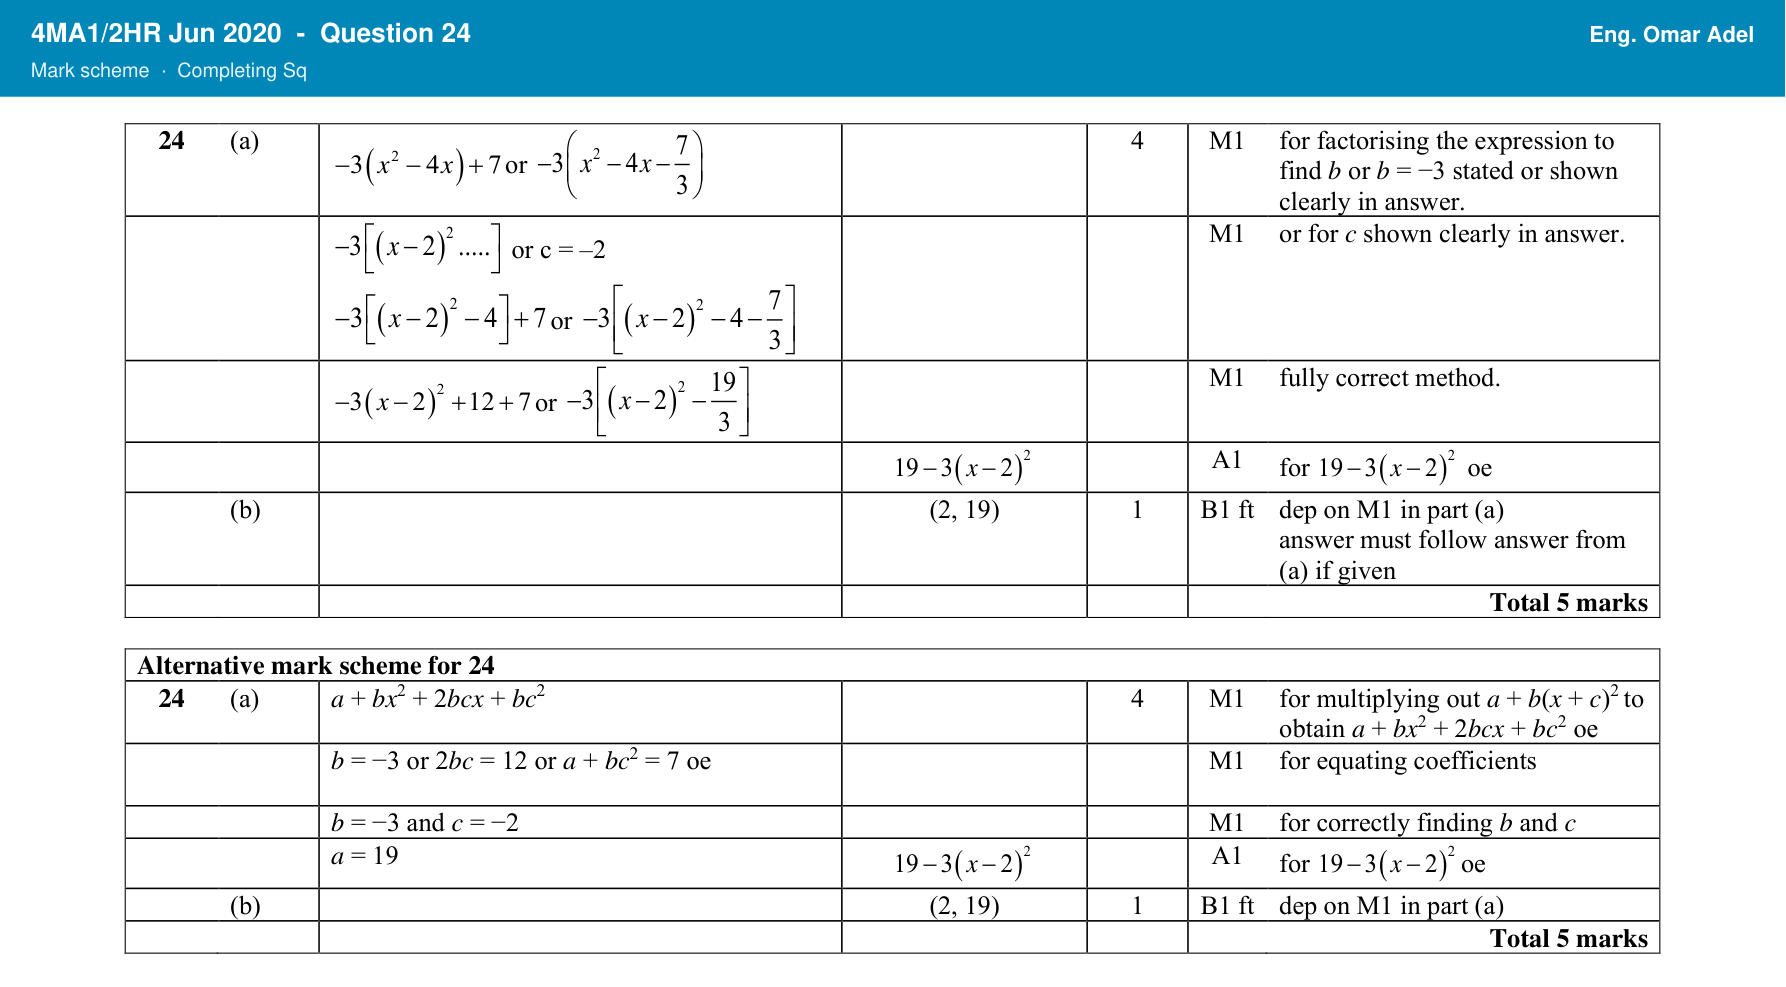 4MA1/2HR Jun 2020 - Question 24
Eng. Omar Adel
Mark scheme · Completing Sq
24 (a) −3(x² − 4x) + 7 or −3(x² − 4x − 7/3) 4 M1 for factorising the expression to
find b or b = −3 stated or shown
clearly in answer.
−3[(x − 2)² .....] or c = –2 M1 or for c shown clearly in answer.
−3[(x − 2)² − 4] + 7 or −3[(x − 2)² − 4 − 7/3]
−3(x − 2)² + 12 + 7 or −3[(x − 2)² − 19/3] M1 fully correct method.
19 − 3(x − 2)² A1 for 19 − 3(x − 2)² oe
(b) (2, 19) 1 B1 ft dep on M1 in part (a)
answer must follow answer from
(a) if given
Total 5 marks
Alternative mark scheme for 24
24 (a) a + bx² + 2bcx + bc² 4 M1 for multiplying out a + b(x + c)² to
obtain a + bx² + 2bcx + bc² oe
b = −3 or 2bc = 12 or a + bc² = 7 oe M1 for equating coefficients
b = −3 and c = −2 M1 for correctly finding b and c
a = 19 19 − 3(x − 2)² A1 for 19 − 3(x − 2)² oe
(b) (2, 19) 1 B1 ft dep on M1 in part (a)
Total 5 marks